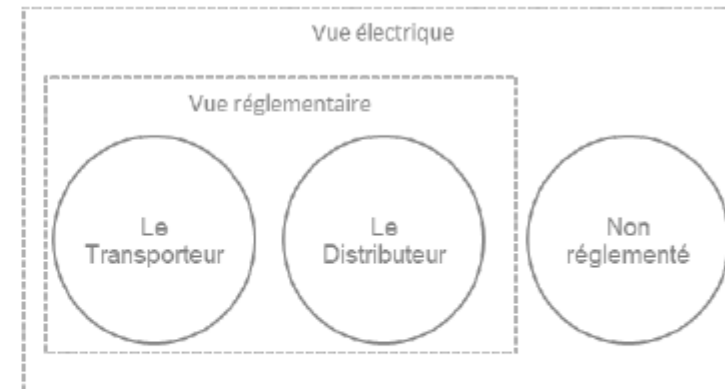 Vue électrique
Vue réglementaire
Le
Transporteur
Le
Distributeur
Non
réglementé